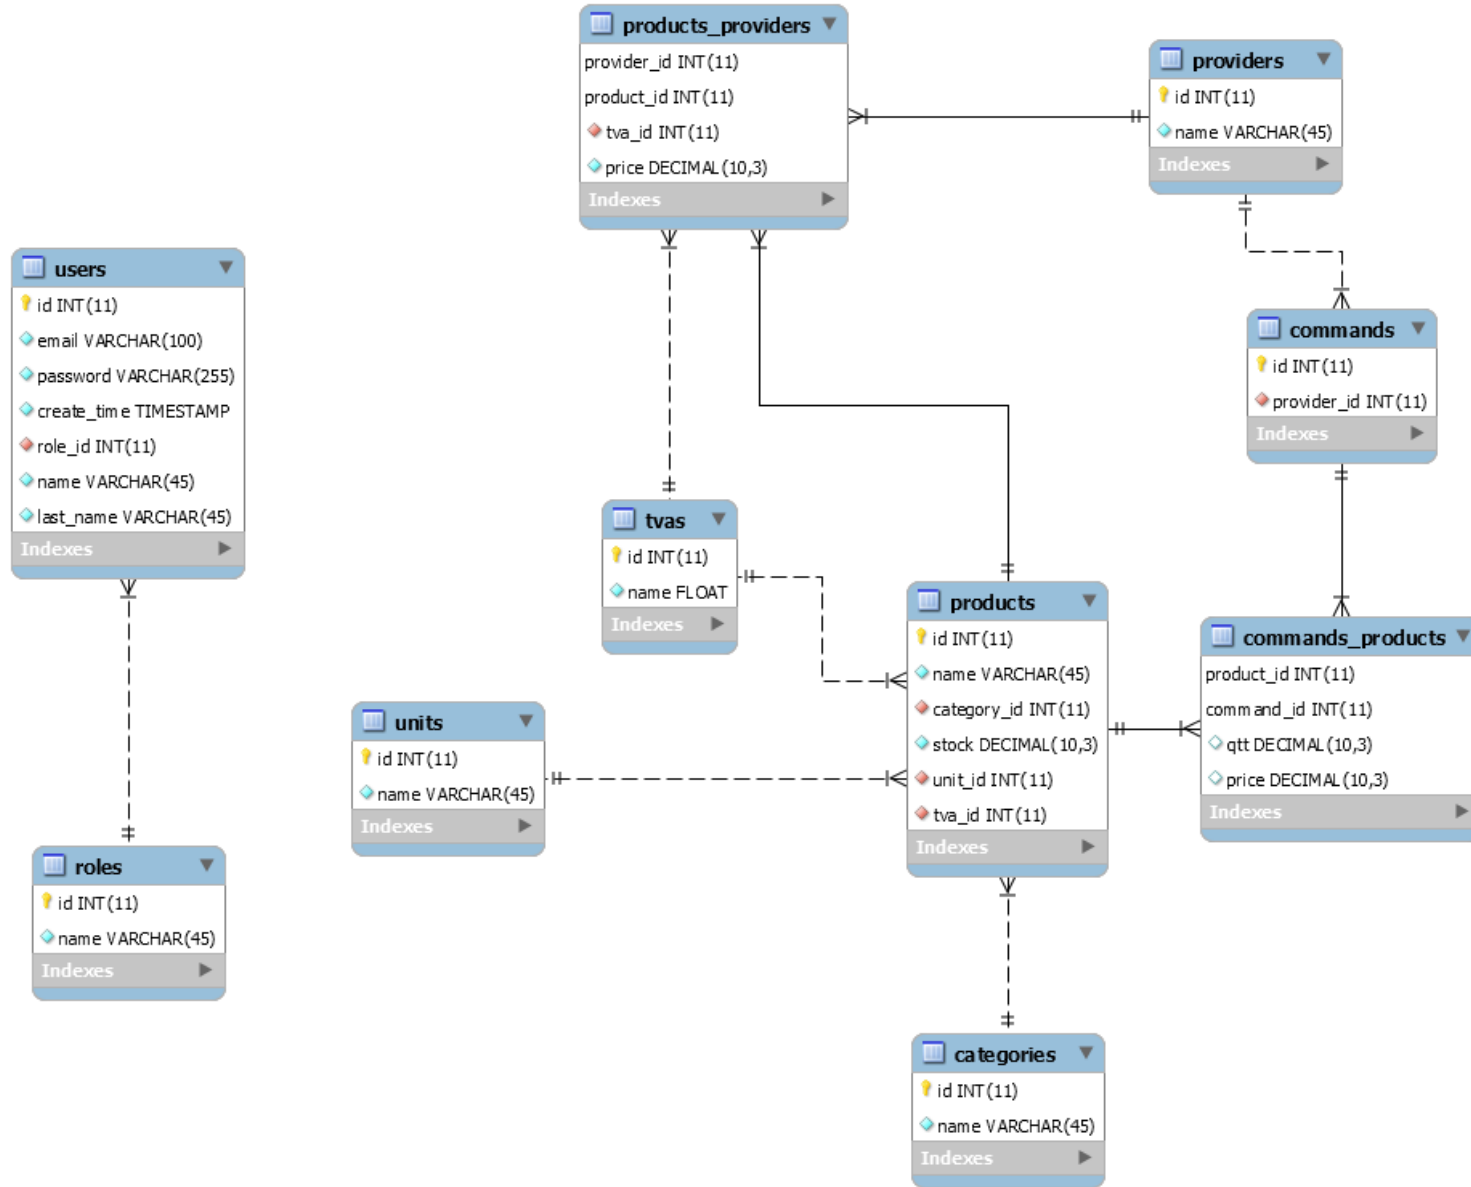 products_providers
provider_id INT(11)
product_id INT(11)
tva_id INT(11)
price DECIMAL(10,3)
Indexes
providers
id INT(11)
name VARCHAR(45)
Indexes
users
id INT(11)
email VARCHAR(100)
password VARCHAR(255)
create_time TIMESTAMP
role_id INT(11)
name VARCHAR(45)
last_name VARCHAR(45)
Indexes
commands
id INT(11)
provider_id INT(11)
Indexes
tvas
id INT(11)
name FLOAT
Indexes
products
id INT(11)
name VARCHAR(45)
category_id INT(11)
stock DECIMAL(10,3)
unit_id INT(11)
tva_id INT(11)
Indexes
commands_products
product_id INT(11)
command_id INT(11)
qtt DECIMAL(10,3)
price DECIMAL(10,3)
Indexes
units
id INT(11)
name VARCHAR(45)
Indexes
roles
id INT(11)
name VARCHAR(45)
Indexes
categories
id INT(11)
name VARCHAR(45)
Indexes